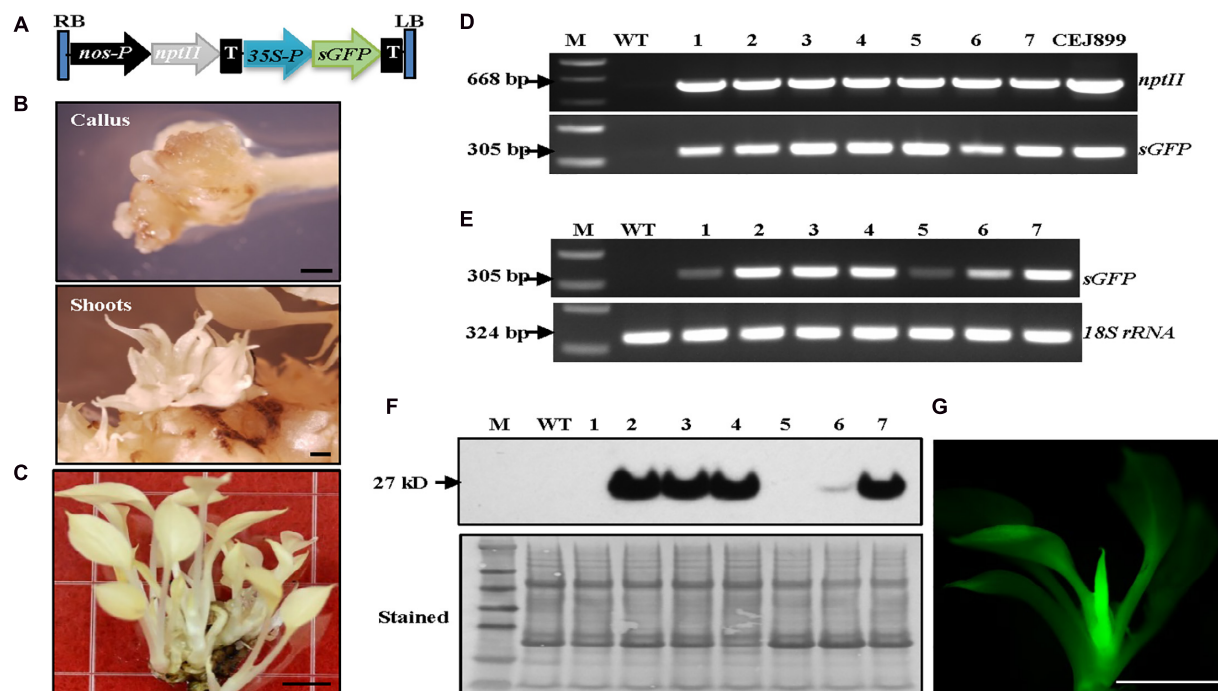 A
RB LB
nos-P nptII T 35S-P sGFP T
B
Callus
Shoots
C
D
M WT 1 2 3 4 5 6 7 CEJ899
668 bp nptII
305 bp sGFP
E
M WT 1 2 3 4 5 6 7
305 bp sGFP
324 bp 18S rRNA
F
M WT 1 2 3 4 5 6 7
27 kD
Stained
G